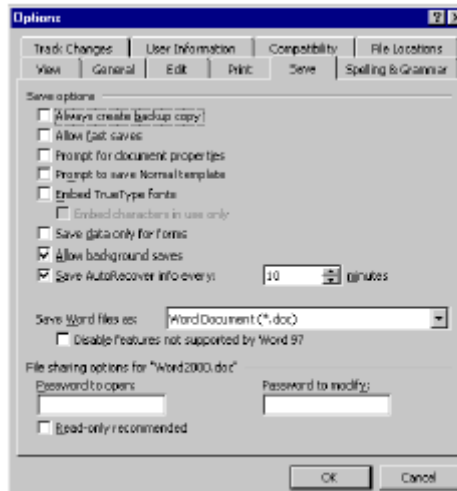 Options
Track Changes User Information Compatibility File Locations
View General Edit Print Save Spelling & Grammar
Save options
Always create backup copy
Allow fast saves
Prompt for document properties
Prompt to save Normal template
Embed TrueType fonts
Embed characters in use only
Save data only for forms
Allow background saves
Save AutoRecover info every: 10 minutes
Save Word files as: Word Document (*.doc)
Disable features not supported by Word 97
File sharing options for "Word2000.doc"
Password to open: Password to modify:
Read-only recommended
OK Cancel